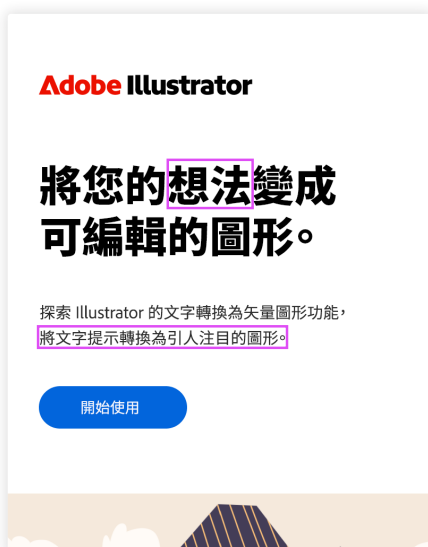 Adobe Illustrator
將您的想法變成
可編輯的圖形。
探索 Illustrator 的文字轉換為矢量圖形功能，
將文字提示轉換為引人注目的圖形。
開始使用